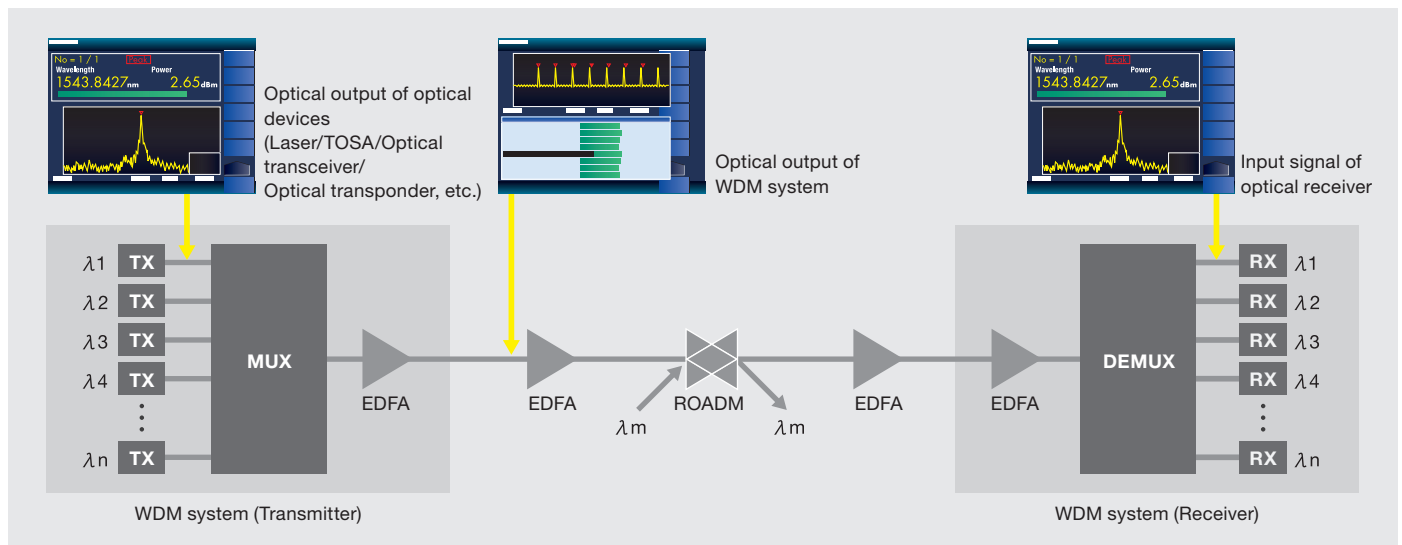 No = 1 / 1 Peak
Wavelength Power
1543.8427nm 2.65dBm
Optical output of optical
devices
(Laser/TOSA/Optical
transceiver/
Optical transponder, etc.)
Optical output of
WDM system
No = 1 / 1 Peak
Wavelength Power
1543.8427nm 2.65dBm
Input signal of
optical receiver
λ1 TX
λ2 TX
λ3 TX
λ4 TX
λn TX
MUX
EDFA
EDFA
ROADM
λm
λm
EDFA
EDFA
DEMUX
RX λ1
RX λ2
RX λ3
RX λ4
RX λn
WDM system (Transmitter)
WDM system (Receiver)